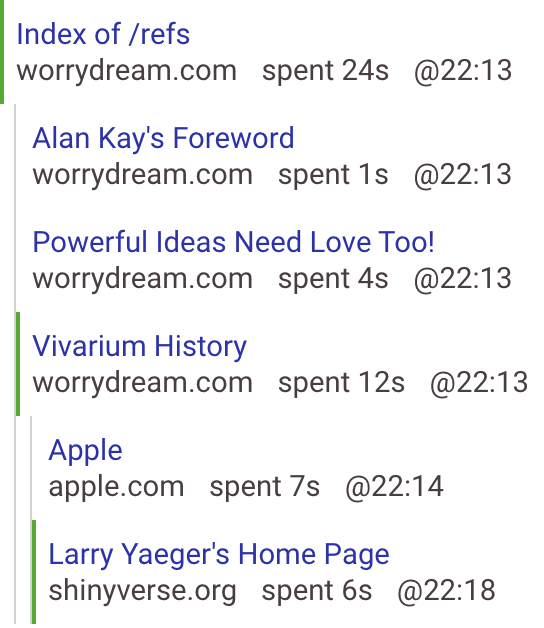 Index of /refs
worrydream.com spent 24s @22:13
Alan Kay's Foreword
worrydream.com spent 1s @22:13
Powerful Ideas Need Love Too!
worrydream.com spent 4s @22:13
Vivarium History
worrydream.com spent 12s @22:13
Apple
apple.com spent 7s @22:14
Larry Yaeger's Home Page
shinyverse.org spent 6s @22:18